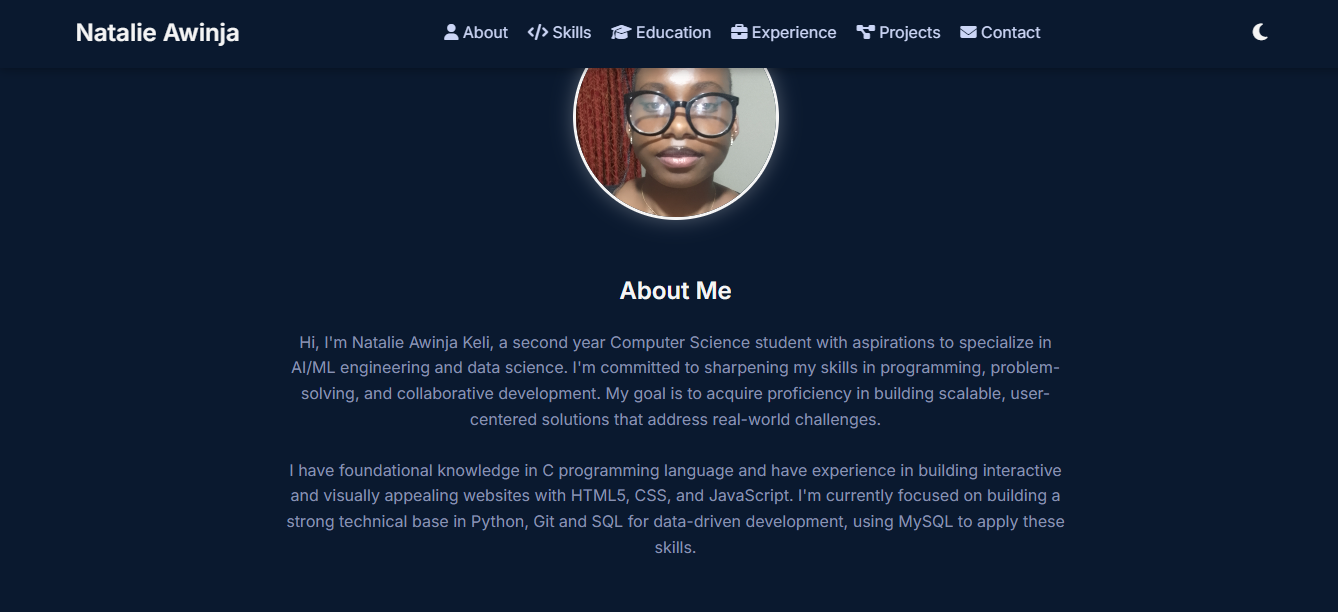 Natalie Awinja
About
Skills
Education
Experience
Projects
Contact
About Me
Hi, I'm Natalie Awinja Keli, a second year Computer Science student with aspirations to specialize in
AI/ML engineering and data science. I'm committed to sharpening my skills in programming, problem-
solving, and collaborative development. My goal is to acquire proficiency in building scalable, user-
centered solutions that address real-world challenges.
I have foundational knowledge in C programming language and have experience in building interactive
and visually appealing websites with HTML5, CSS, and JavaScript. I'm currently focused on building a
strong technical base in Python, Git and SQL for data-driven development, using MySQL to apply these
skills.